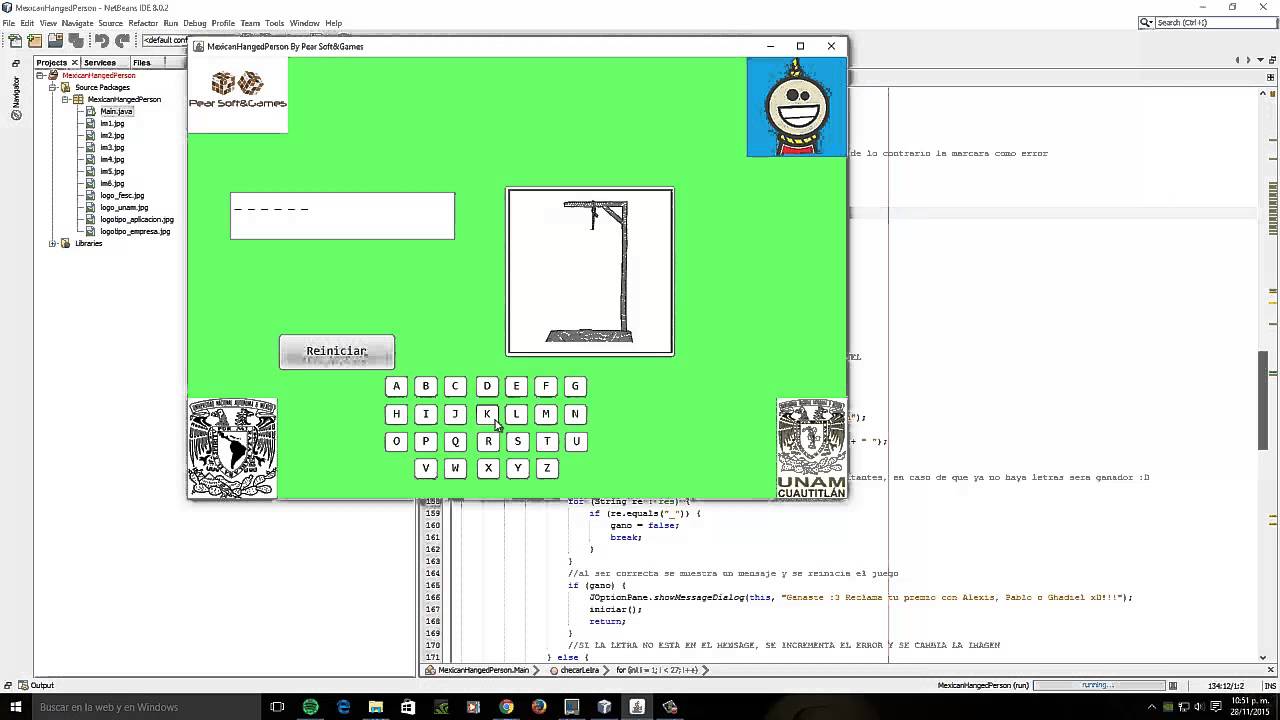 MexicanHangedPerson - NetBeans IDE 8.0.2
File Edit View Navigate Source Refactor Run Debug Profile Team Tools Window Help
Search (Ctrl+I)
<default conf
Projects Services Files
Navigator
MexicanHangedPerson
Source Packages
MexicanHangedPerson
Main.java
im1.jpg
im2.jpg
im3.jpg
im4.jpg
im5.jpg
im6.jpg
logo_fesc.jpg
logo_unam.jpg
logotipo_aplicacion.jpg
logotipo_empresa.jpg
Libraries
MexicanHangedPerson By Pear Soft&Games
Pear Soft&Games
_ _ _ _ _ _
Reiniciar
A B C D E F G
H I J K L M N
O P Q R S T U
V W X Y Z
UNAM
CUAUTITLÁN
de lo contrario la marcara como error
");
+ " ");
tantes, en caso de que ya no haya letras sera ganador :D
158 for (String re : res) {
159 if (re.equals("_")) {
160 gano = false;
161 break;
162 }
163 }
164 //al ser correcta se muestra un mensaje y se reinicia el juego
165 if (gano) {
166 JOptionPane.showMessageDialog(this, "Ganaste :3 Reclama tu premio con Alexis, Pablo o Ghadiel xD!!!");
167 iniciar();
168 return;
169 }
170 //SI LA LETRA NO ESTA EN EL MENSAGE, SE INCREMENTA EL ERROR Y SE CAMBIA LA IMAGEN
171 } else {
MexicanHangedPerson.Main checarLetra for (int i = 1; i < 27; i++)
Output
MexicanHangedPerson (run) running... 134:12/1:2 INS
Buscar en la web y en Windows
10:51 p. m.
28/11/2015